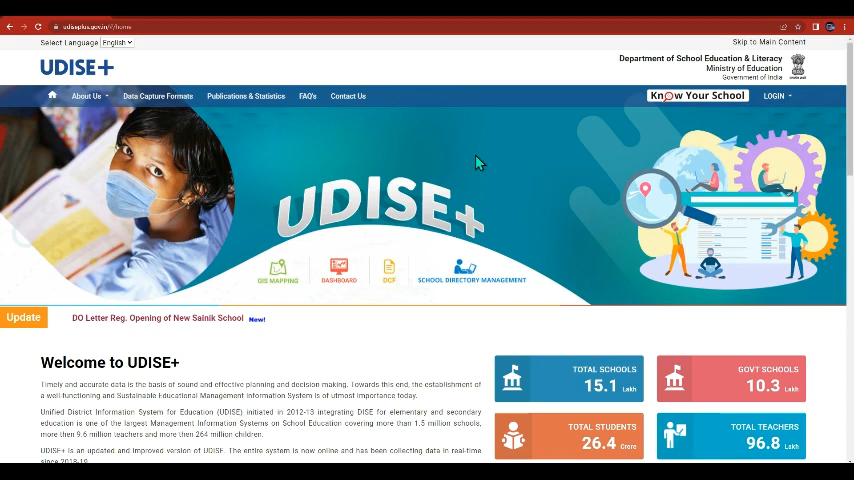 udiseplus.gov.in/#/home
Select Language English
Skip to Main Content
UDISE+
Department of School Education & Literacy
Ministry of Education
Government of India
About Us Data Capture Formats Publications & Statistics FAQ's Contact Us Know Your School LOGIN
UDISE+
GIS MAPPING DASHBOARD DCF SCHOOL DIRECTORY MANAGEMENT
Update DO Letter Reg. Opening of New Sainik School New!
Welcome to UDISE+
Timely and accurate data is the basis of sound and effective planning and decision making. Towards this end, the establishment of
a well-functioning and Sustainable Educational Management Information System is of utmost importance today.
Unified District Information System for Education (UDISE) initiated in 2012-13 integrating DISE for elementary and secondary
education is one of the largest Management Information Systems on School Education covering more than 1.5 million schools,
more then 9.6 million teachers and more then 264 million children.
UDISE+ is an updated and improved version of UDISE. The entire system is now online and has been collecting data in real-time
since 2018-19.
TOTAL SCHOOLS
15.1 Lakh
GOVT SCHOOLS
10.3 Lakh
TOTAL STUDENTS
26.4 Crore
TOTAL TEACHERS
96.8 Lakh